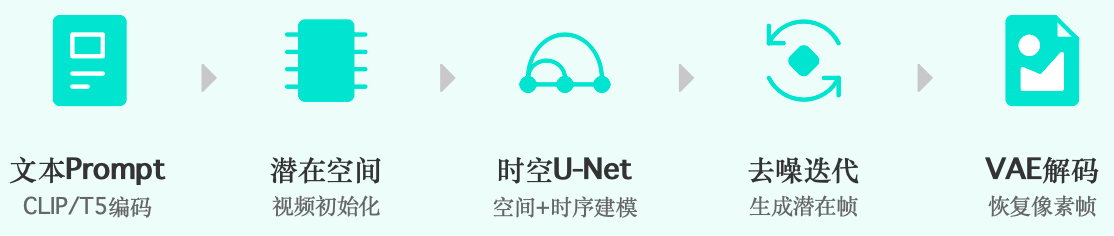 文本Prompt
CLIP/T5编码
潜在空间
视频初始化
时空U-Net
空间+时序建模
去噪迭代
生成潜在帧
VAE解码
恢复像素帧